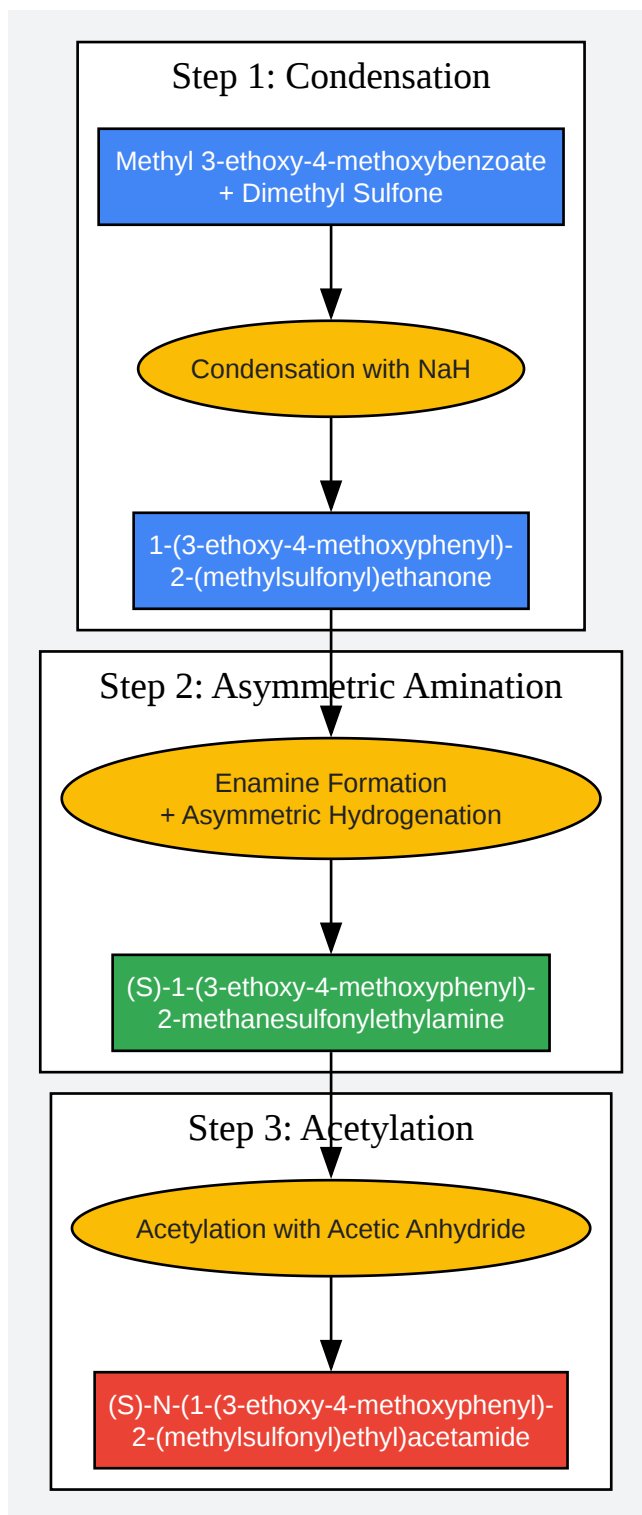 Step 1: Condensation
Methyl 3-ethoxy-4-methoxybenzoate
+ Dimethyl Sulfone
Condensation with NaH
1-(3-ethoxy-4-methoxyphenyl)-
2-(methylsulfonyl)ethanone
Step 2: Asymmetric Amination
Enamine Formation
+ Asymmetric Hydrogenation
(S)-1-(3-ethoxy-4-methoxyphenyl)-
2-methanesulfonylethylamine
Step 3: Acetylation
Acetylation with Acetic Anhydride
(S)-N-(1-(3-ethoxy-4-methoxyphenyl)-
2-(methylsulfonyl)ethyl)acetamide